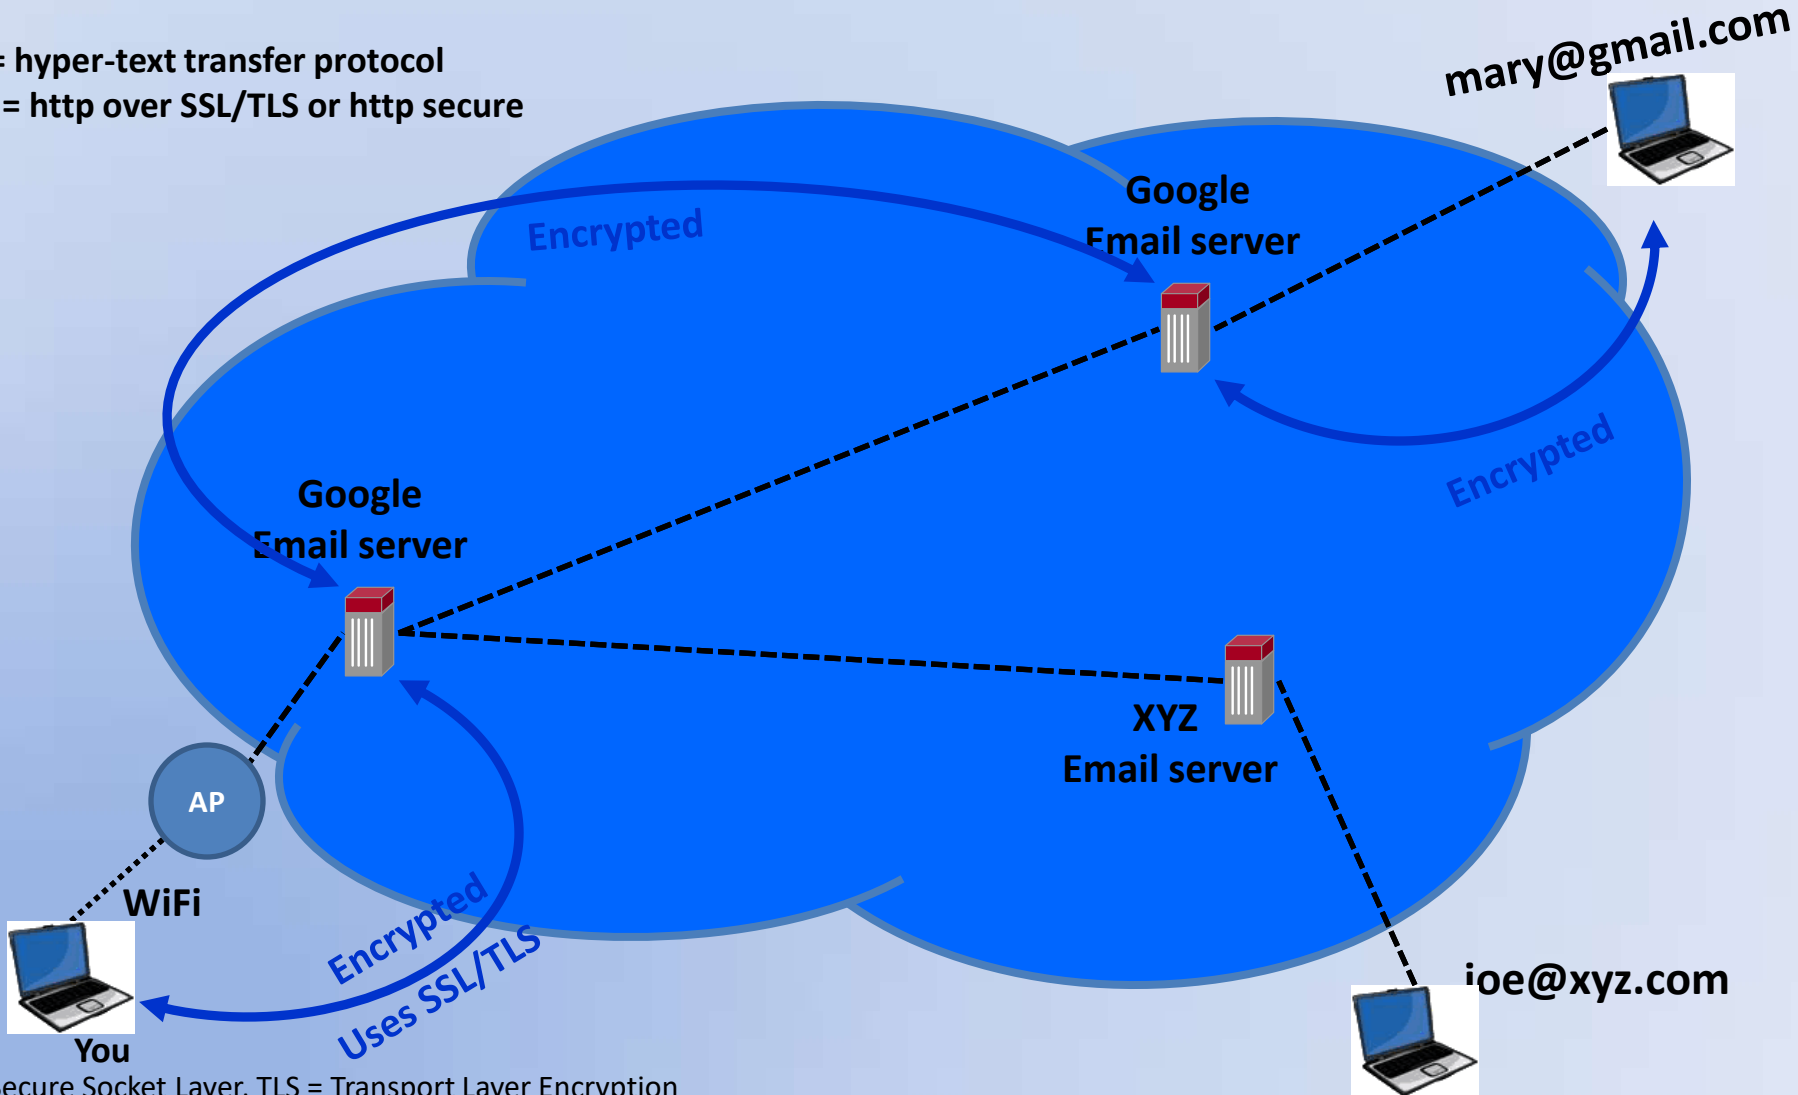 = hyper-text transfer protocol
= http over SSL/TLS or http secure
mary@gmail.com
Google
Email server
Encrypted
Encrypted
Google
Email server
XYZ
Email server
AP
WiFi
Encrypted
Uses SSL/TLS
You
joe@xyz.com
Secure Socket Layer, TLS = Transport Layer Encryption